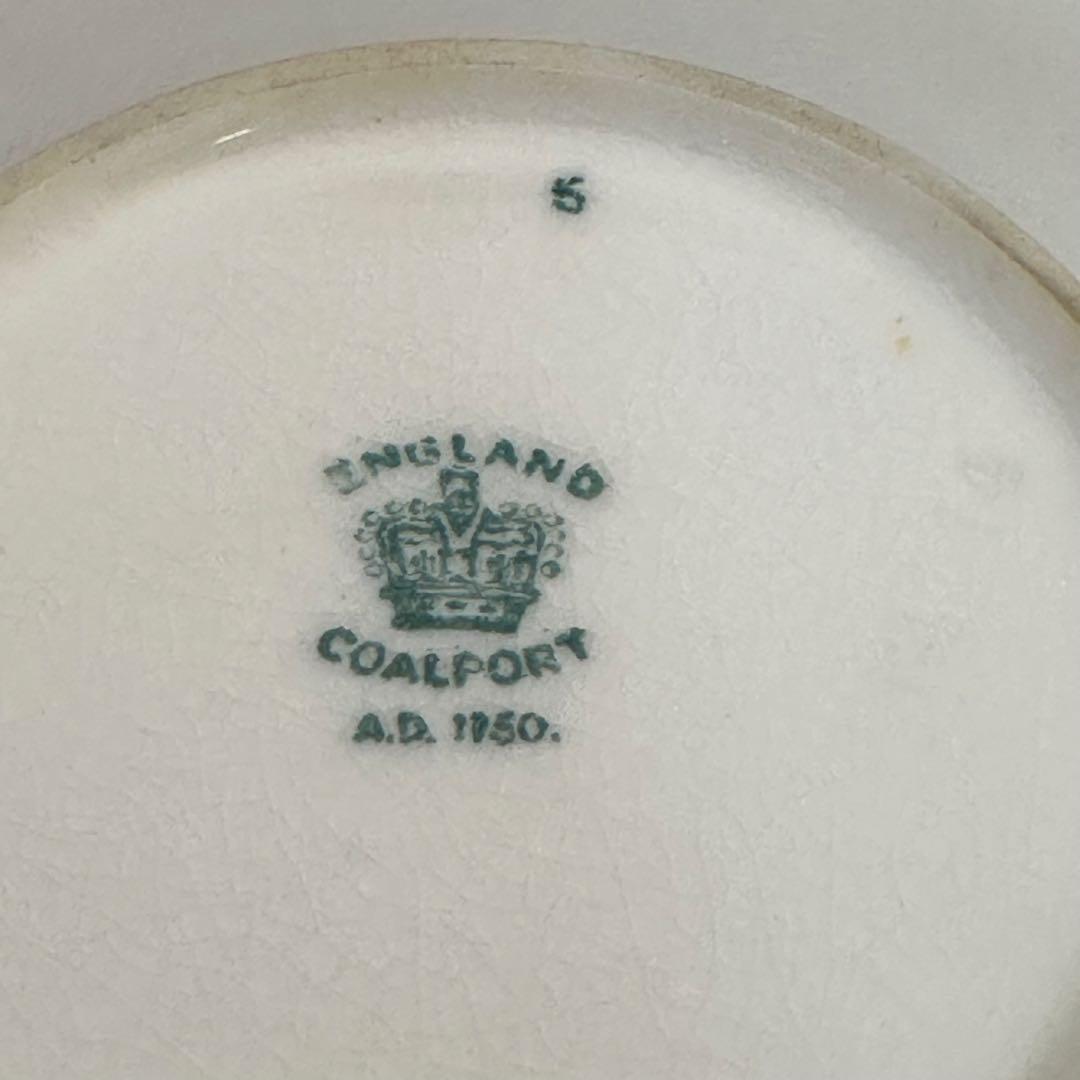 5
ENGLAND
COALPORT
A.D. 1750.